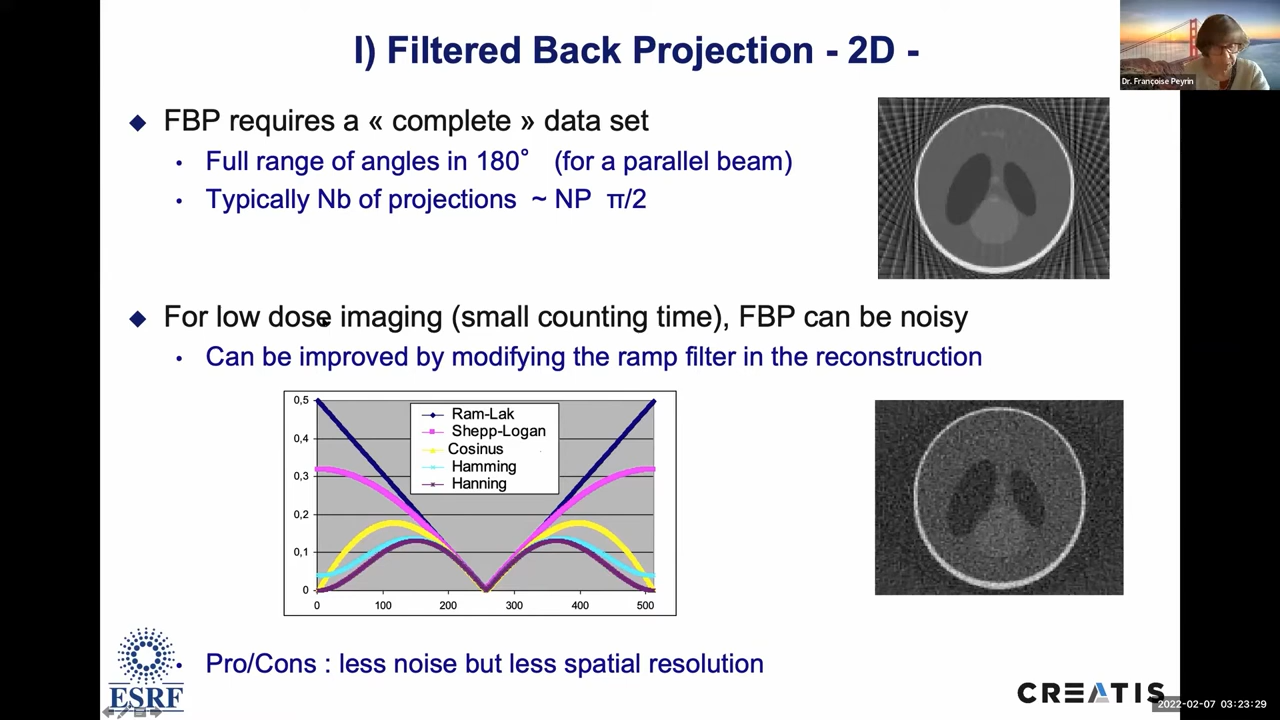 I) Filtered Back Projection - 2D -
Dr. Françoise Peyrin
FBP requires a « complete » data set
Full range of angles in 180° (for a parallel beam)
Typically Nb of projections ~ NP π/2
For low dose imaging (small counting time), FBP can be noisy
Can be improved by modifying the ramp filter in the reconstruction
0,5
0,4
0,3
0,2
0,1
0
Ram-Lak
Shepp-Logan
Cosinus
Hamming
Hanning
0 100 200 300 400 500
Pro/Cons : less noise but less spatial resolution
ESRF
CREATIS
2022-02-07 03:23:29